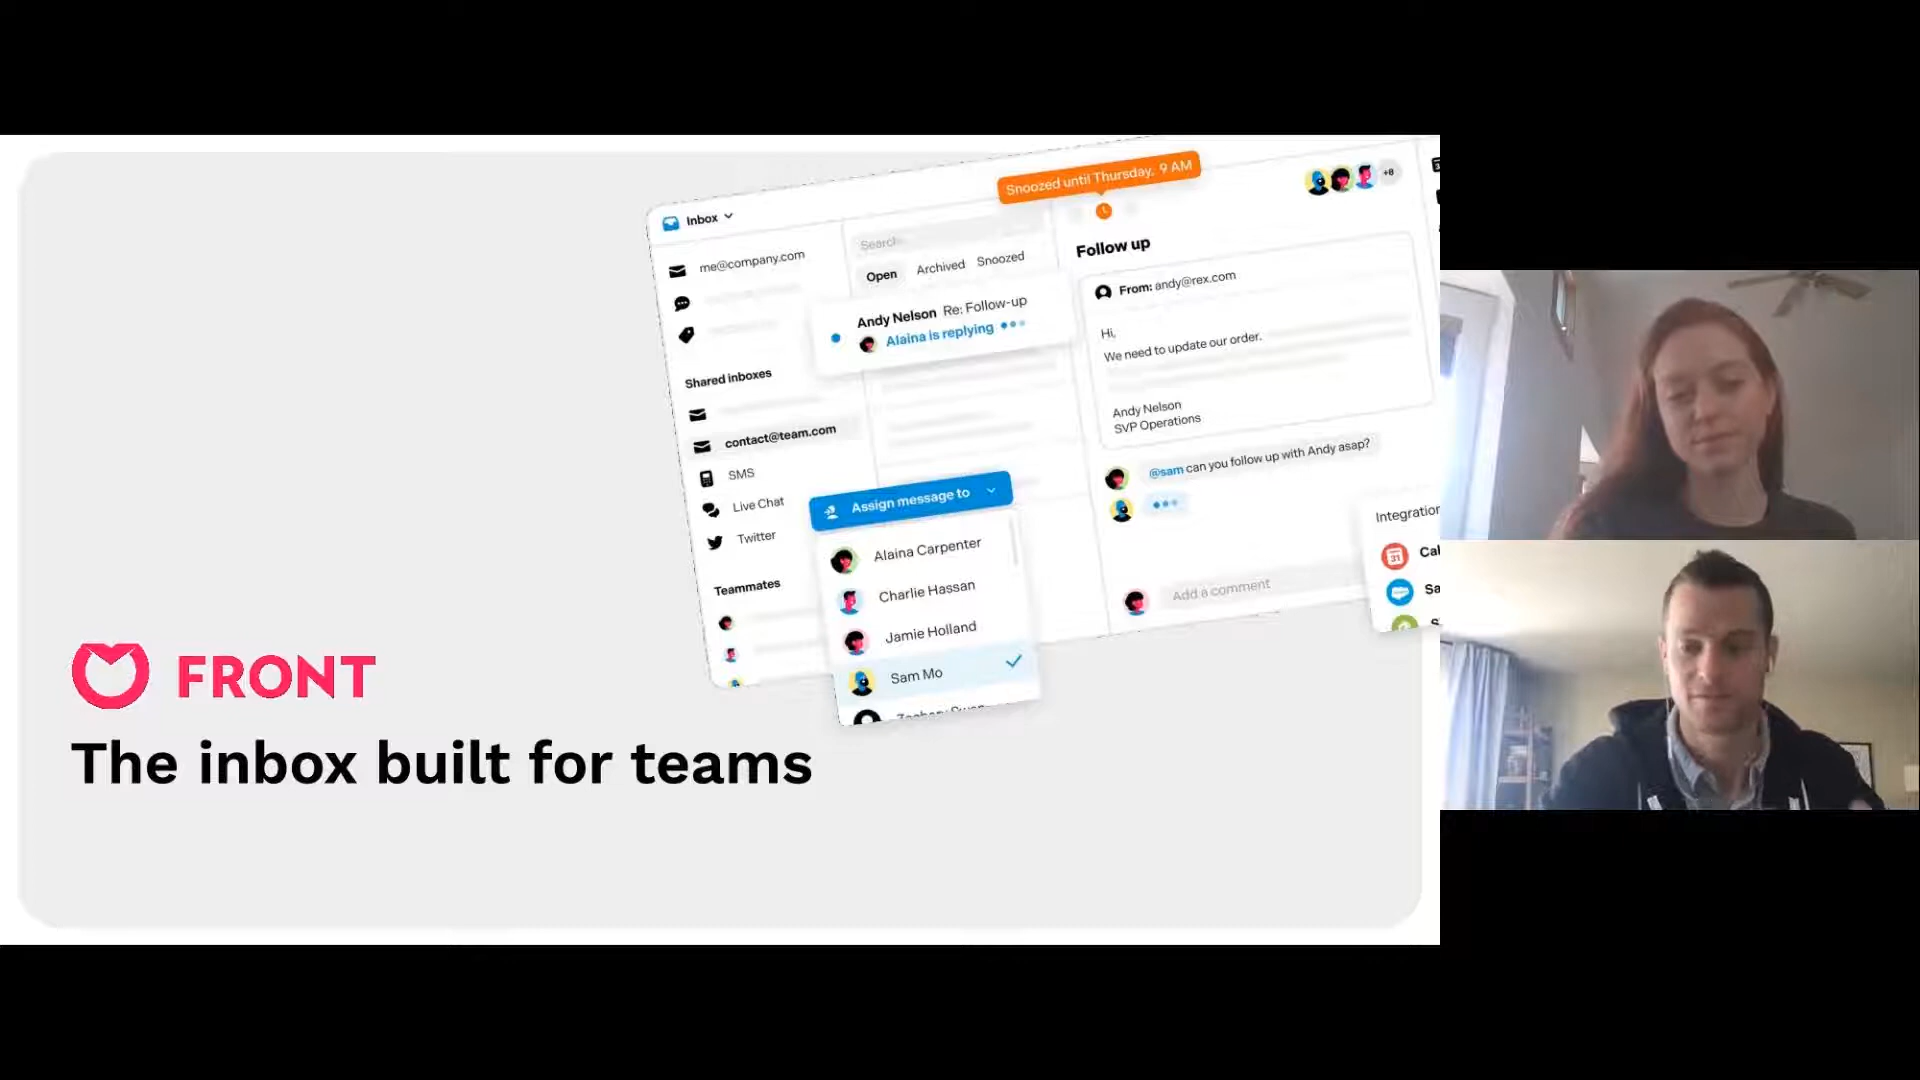 Snoozed until Thursday, 9 AM
+8
Inbox
me@company.com
Search
Open
Archived
Snoozed
Andy Nelson Re: Follow-up
Alaina is replying
Shared inboxes
contact@team.com
SMS
Live Chat
Twitter
Teammates
Assign message to
Alaina Carpenter
Charlie Hassan
Jamie Holland
Sam Mo
Follow up
From: andy@rex.com
Hi,
We need to update our order.
Andy Nelson
SVP Operations
@sam can you follow up with Andy asap?
Add a comment
Integration
Cal
Sa
31
FRONT
The inbox built for teams